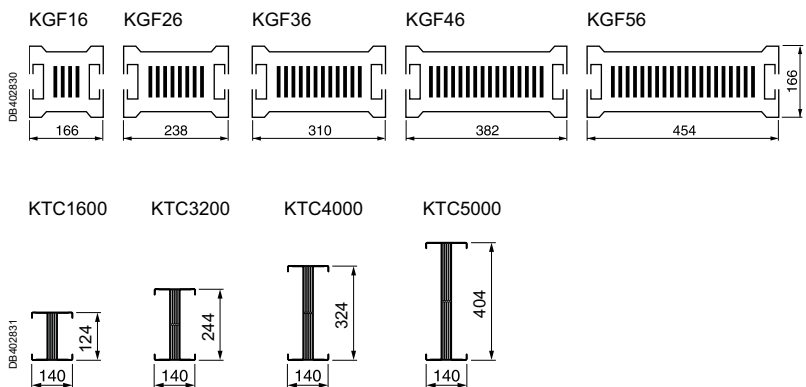 KGF16 KGF26 KGF36 KGF46 KGF56
DB402830
166
166 238 310 382 454
KTC1600 KTC3200 KTC4000 KTC5000
DB402831
124 244 324 404
140 140 140 140